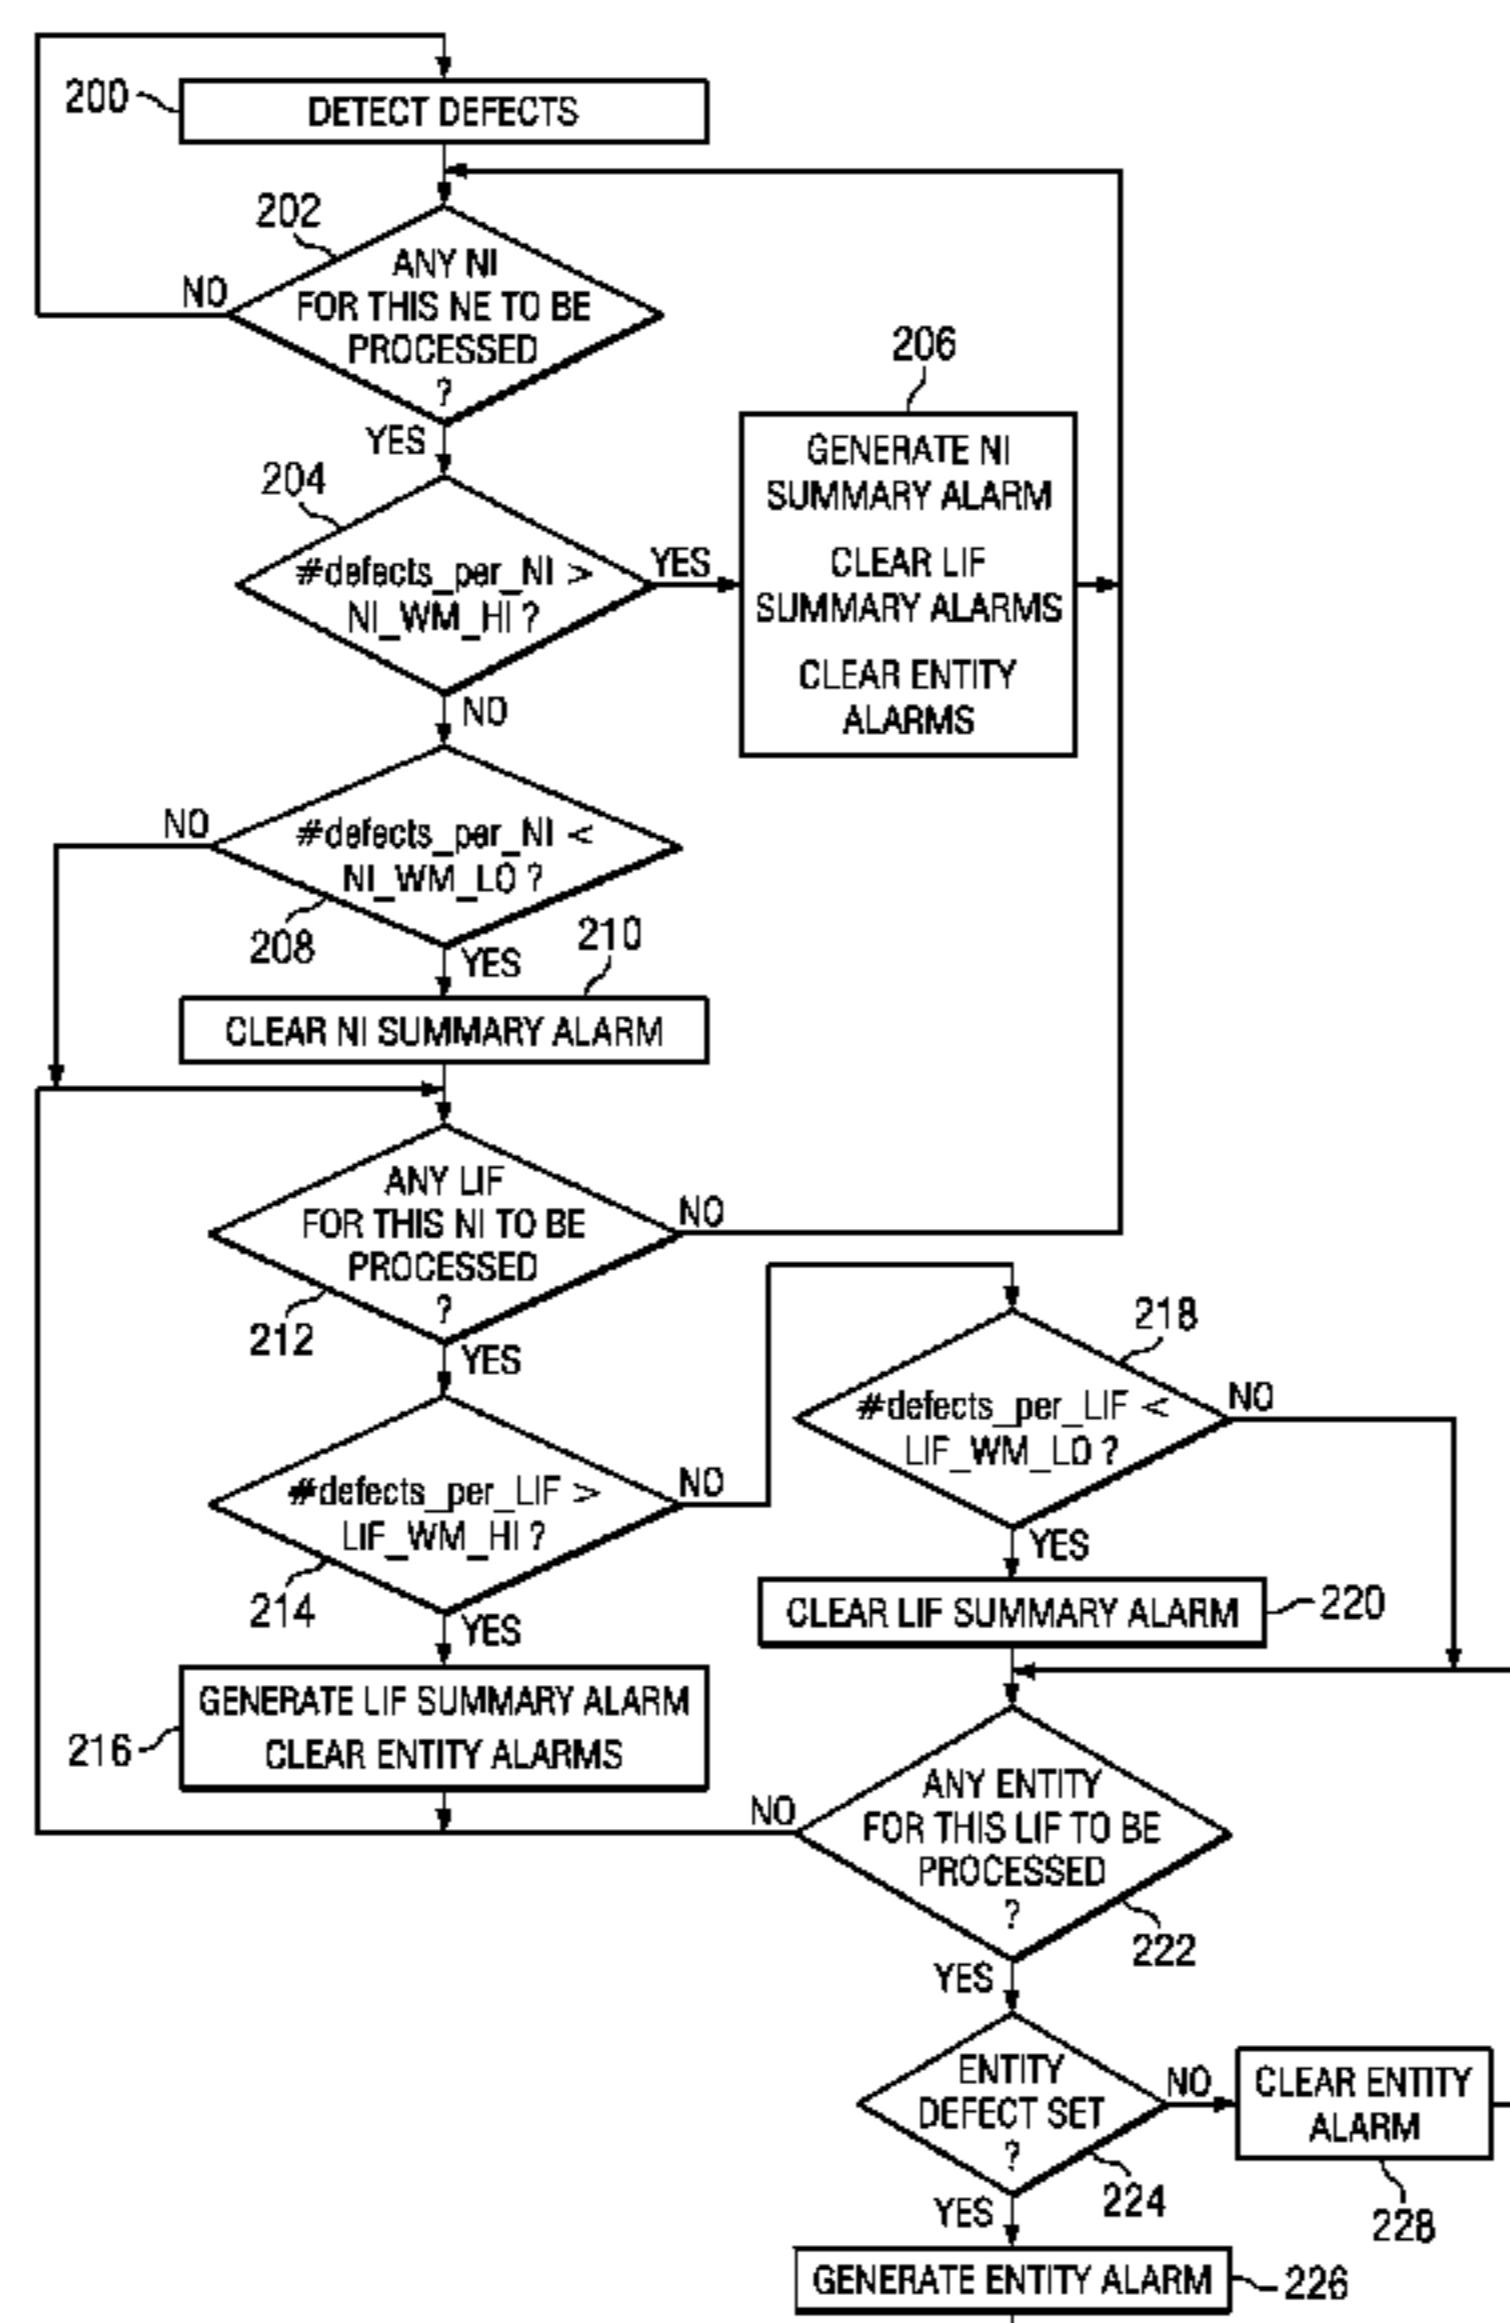 200
DETECT DEFECTS
202
ANY NI
FOR THIS NE TO BE
PROCESSED
?
NO
YES
204
#defects_per_NI >
NI_WM_HI ?
YES
NO
206
GENERATE NI
SUMMARY ALARM
CLEAR LIF
SUMMARY ALARMS
CLEAR ENTITY
ALARMS
#defects_per_NI <
NI_WM_LO ?
NO
208
YES
210
CLEAR NI SUMMARY ALARM
ANY LIF
FOR THIS NI TO BE
PROCESSED
?
NO
212
YES
#defects_per_LIF >
LIF_WM_HI ?
NO
214
YES
GENERATE LIF SUMMARY ALARM
CLEAR ENTITY ALARMS
216
218
#defects_per_LIF <
LIF_WM_LO ?
NO
YES
CLEAR LIF SUMMARY ALARM
220
ANY ENTITY
FOR THIS LIF TO BE
PROCESSED
?
NO
222
YES
ENTITY
DEFECT SET
?
NO
224
YES
CLEAR ENTITY
ALARM
228
GENERATE ENTITY ALARM
226